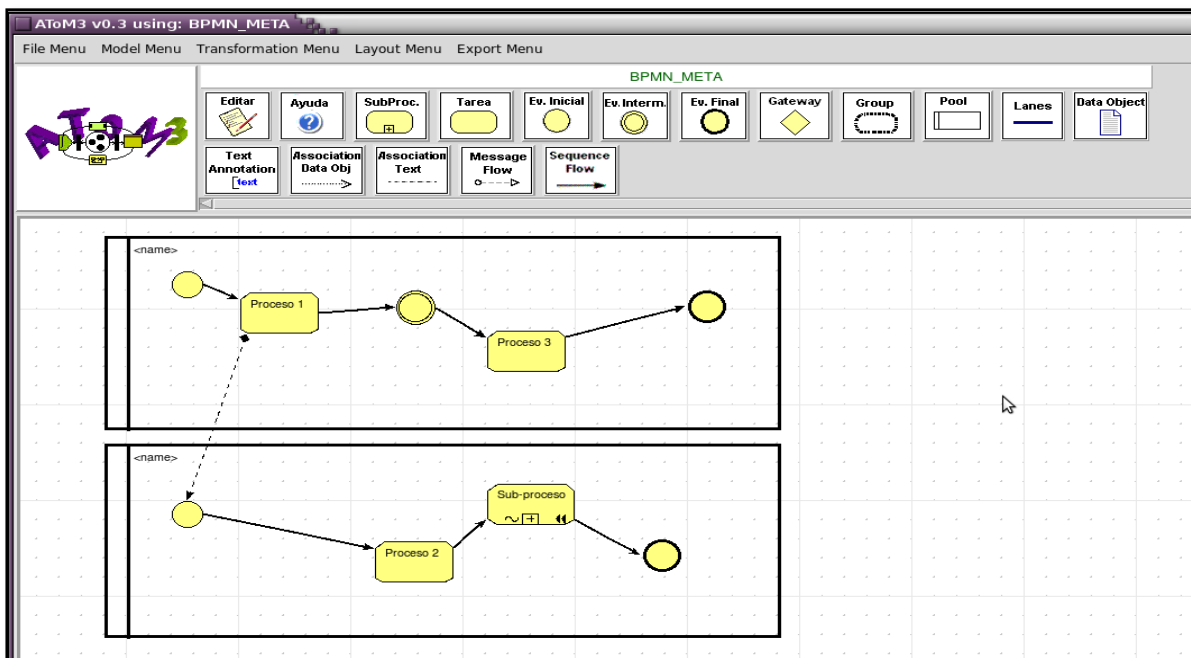 AToM3 v0.3 using: BPMN_META
File Menu Model Menu Transformation Menu Layout Menu Export Menu
AToM3
BPMN_META
Editar
Ayuda
SubProc.
Tarea
Ev. Inicial
Ev. Interm.
Ev. Final
Gateway
Group
Pool
Lanes
Data Object
Text
Annotation
[text
Association
Data Obj
Association
Text
Message
Flow
Sequence
Flow
<name>
Proceso 1
Proceso 3
<name>
Sub-proceso
Proceso 2